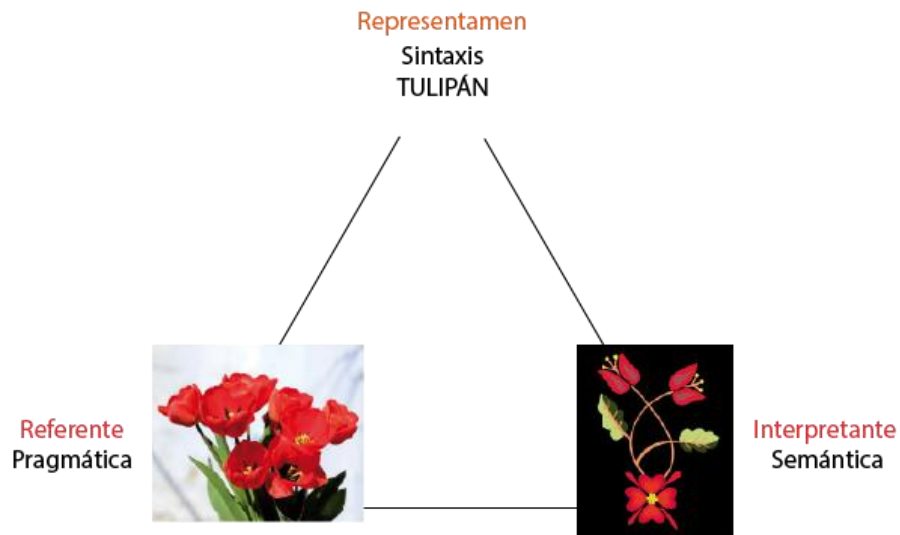 Representamen
Sintaxis
TULIPÁN
Referente
Pragmática
Interpretante
Semántica